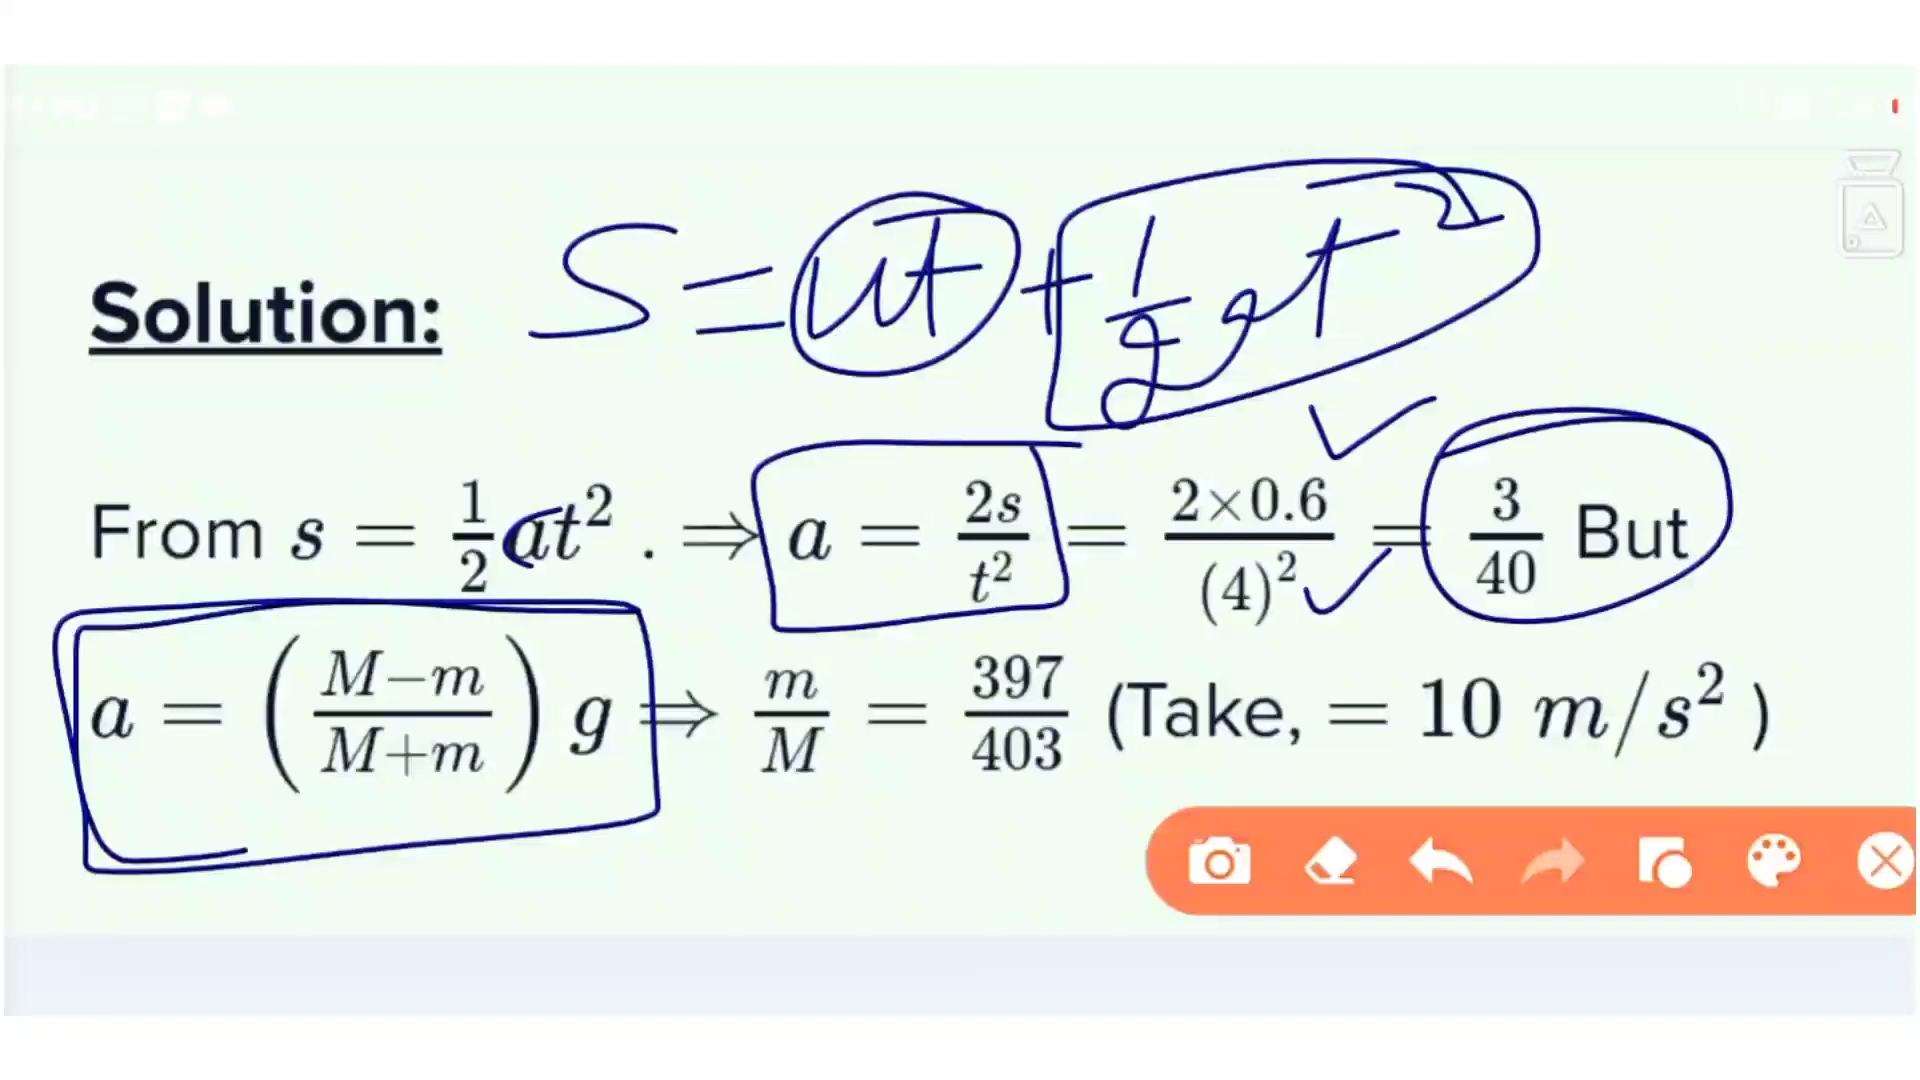 S = ut + 1/2 at²
Solution:
From s = 1/2 at² . ⇒ a = 2s/t² = 2×0.6/(4)² = 3/40 But
a = (M−m/M+m) g ⇒ m/M = 397/403 (Take, = 10 m/s² )